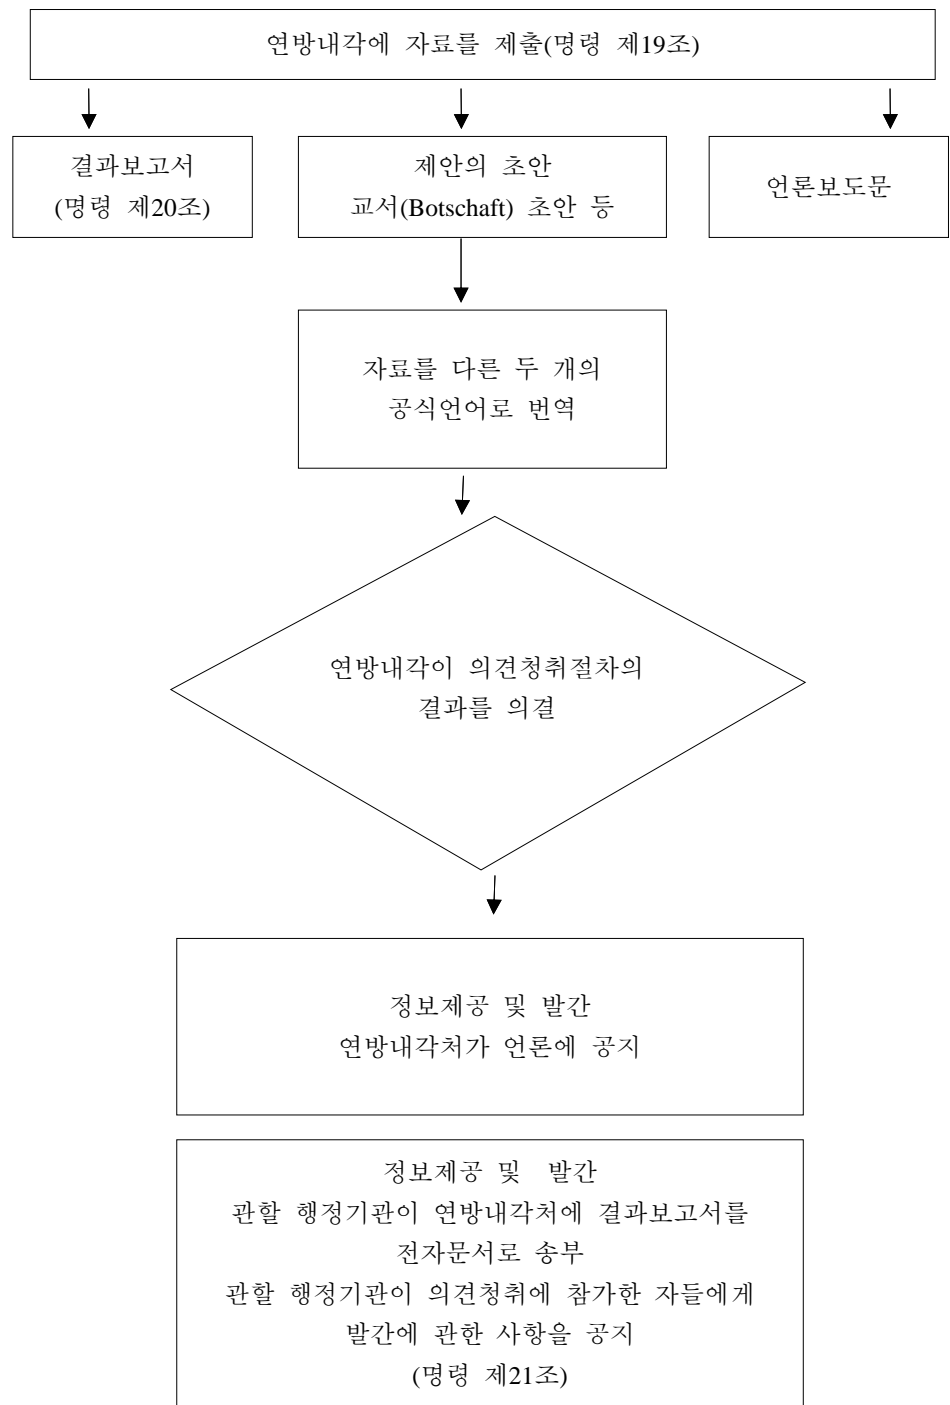 연방내각에 자료를 제출(명령 제19조)
결과보고서
(명령 제20조)
제안의 초안
교서(Botschaft) 초안 등
언론보도문
자료를 다른 두 개의
공식언어로 번역
연방내각이 의견청취절차의
결과를 의결
정보제공 및 발간
연방내각처가 언론에 공지
정보제공 및 발간
관할 행정기관이 연방내각처에 결과보고서를
전자문서로 송부
관할 행정기관이 의견청취에 참가한 자들에게
발간에 관한 사항을 공지
(명령 제21조)